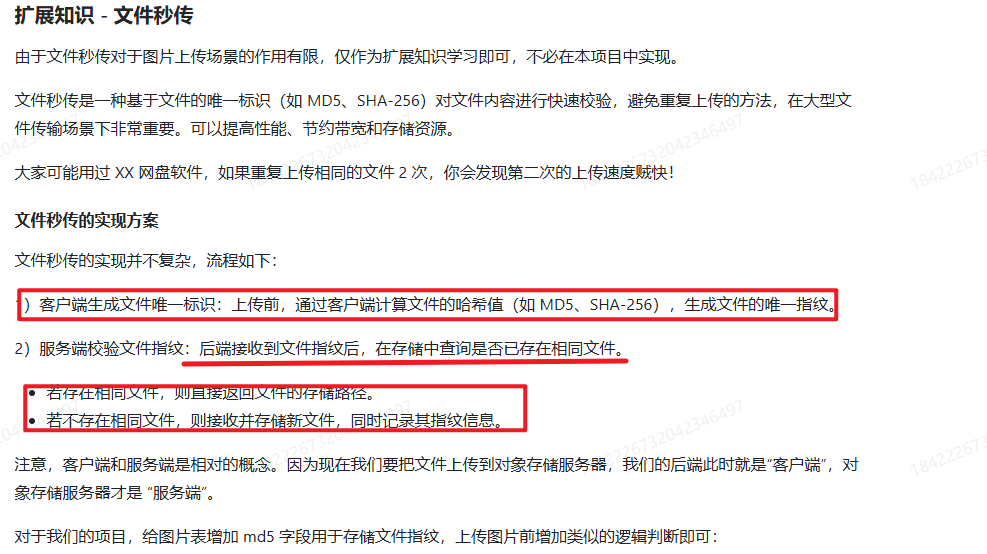 扩展知识 - 文件秒传
由于文件秒传对于图片上传场景的作用有限，仅作为扩展知识学习即可，不必在本项目中实现。
文件秒传是一种基于文件的唯一标识（如 MD5、SHA-256）对文件内容进行快速校验，避免重复上传的方法，在大型文
件传输场景下非常重要。可以提高性能、节约带宽和存储资源。
大家可能用过 XX 网盘软件，如果重复上传相同的文件 2 次，你会发现第二次的上传速度贼快！
文件秒传的实现方案
文件秒传的实现并不复杂，流程如下：
）客户端生成文件唯一标识：上传前，通过客户端计算文件的哈希值（如 MD5、SHA-256），生成文件的唯一指纹。
2）服务端校验文件指纹：后端接收到文件指纹后，在存储中查询是否已存在相同文件。
• 若存在相同文件，则直接返回文件的存储路径。
• 若不存在相同文件，则接收并存储新文件，同时记录其指纹信息。
注意，客户端和服务端是相对的概念。因为现在我们要把文件上传到对象存储服务器，我们的后端此时就是“客户端”，对
象存储服务器才是 “服务端”。
对于我们的项目，给图片表增加 md5 字段用于存储文件指纹，上传图片前增加类似的逻辑判断即可：